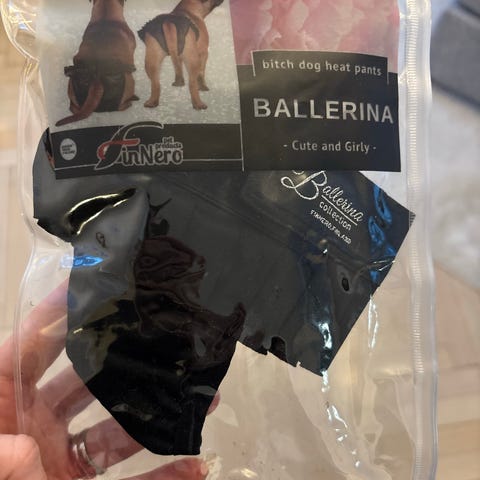 bitch dog heat pants
BALLERINA
- Cute and Girly -
FinNero
pet
products
Ballerina
collection